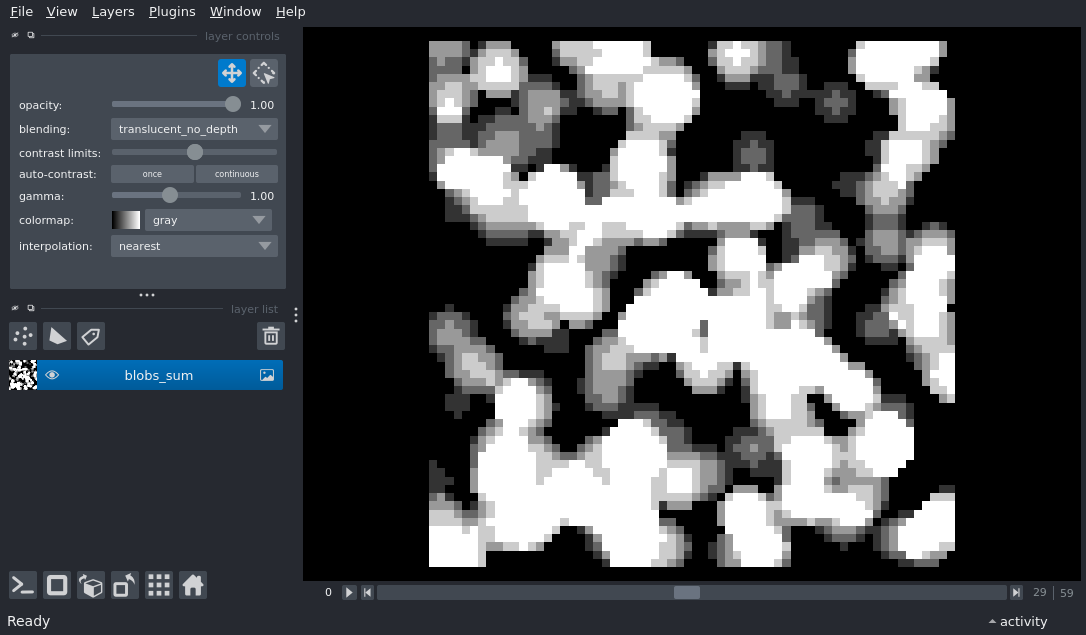 File View Layers Plugins Window Help
layer controls
opacity: 1.00
blending: translucent_no_depth
contrast limits:
auto-contrast: once continuous
gamma: 1.00
colormap: gray
interpolation: nearest
layer list
blobs_sum
0 29 59
Ready activity